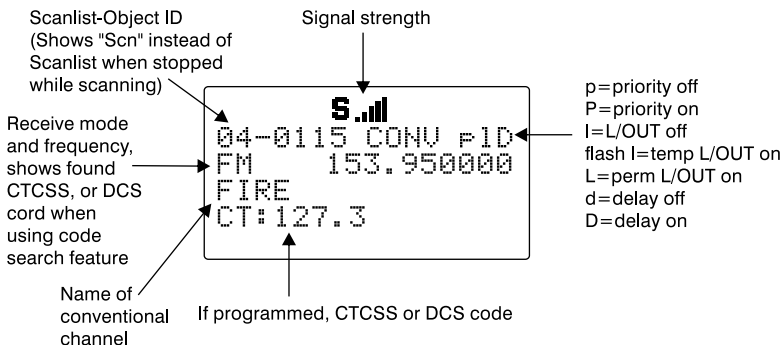 Scanlist-Object ID
(Shows "Scn" instead of
Scanlist when stopped
while scanning)
Signal strength
Receive mode
and frequency,
shows found
CTCSS, or DCS
cord when
using code
search feature
S
04-0115 CONV plD
FM 153.950000
FIRE
CT:127.3
p=priority off
P=priority on
l=L/OUT off
flash l=temp L/OUT on
L=perm L/OUT on
d=delay off
D=delay on
Name of
conventional
channel
If programmed, CTCSS or DCS code